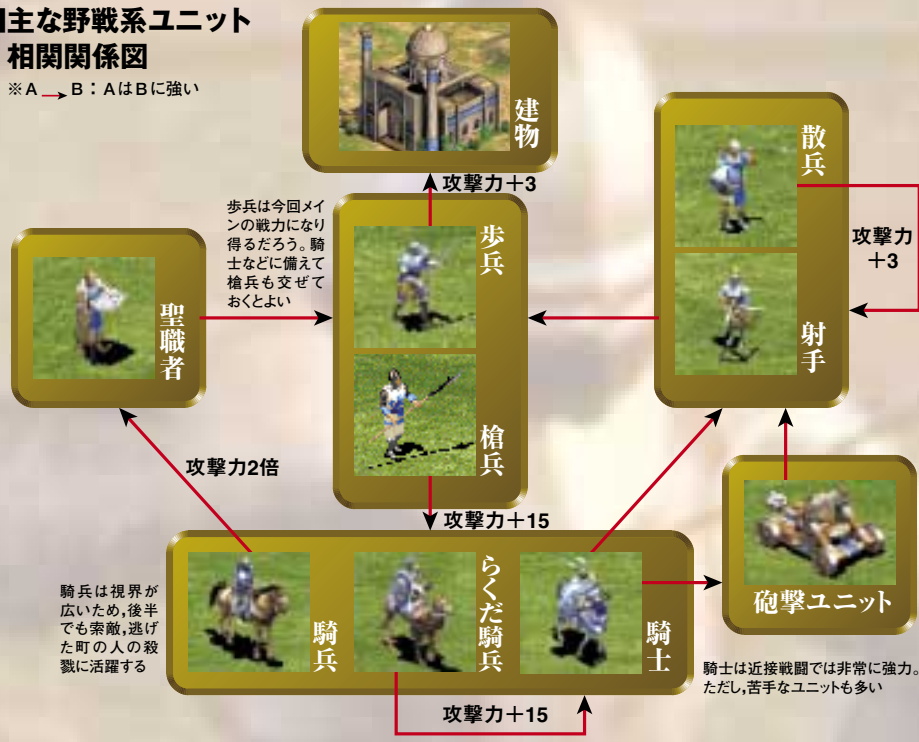 ■主な野戦系ユニット
相関関係図
※A → B：AはBに強い
建物
攻撃力＋3
歩兵は今回メイ
ンの戦力になり
得るだろう。騎
士などに備えて
槍兵も交ぜて
おくとよい
歩兵
槍兵
散兵
射手
攻撃力
＋3
聖職者
攻撃力2倍
攻撃力＋15
騎兵は視界が
広いため,後半
でも索敵,逃げ
た町の人の殺
戮に活躍する
騎兵
らくだ騎兵
騎士
砲撃ユニット
騎士は近接戦闘では非常に強力。
ただし,苦手なユニットも多い
攻撃力＋15